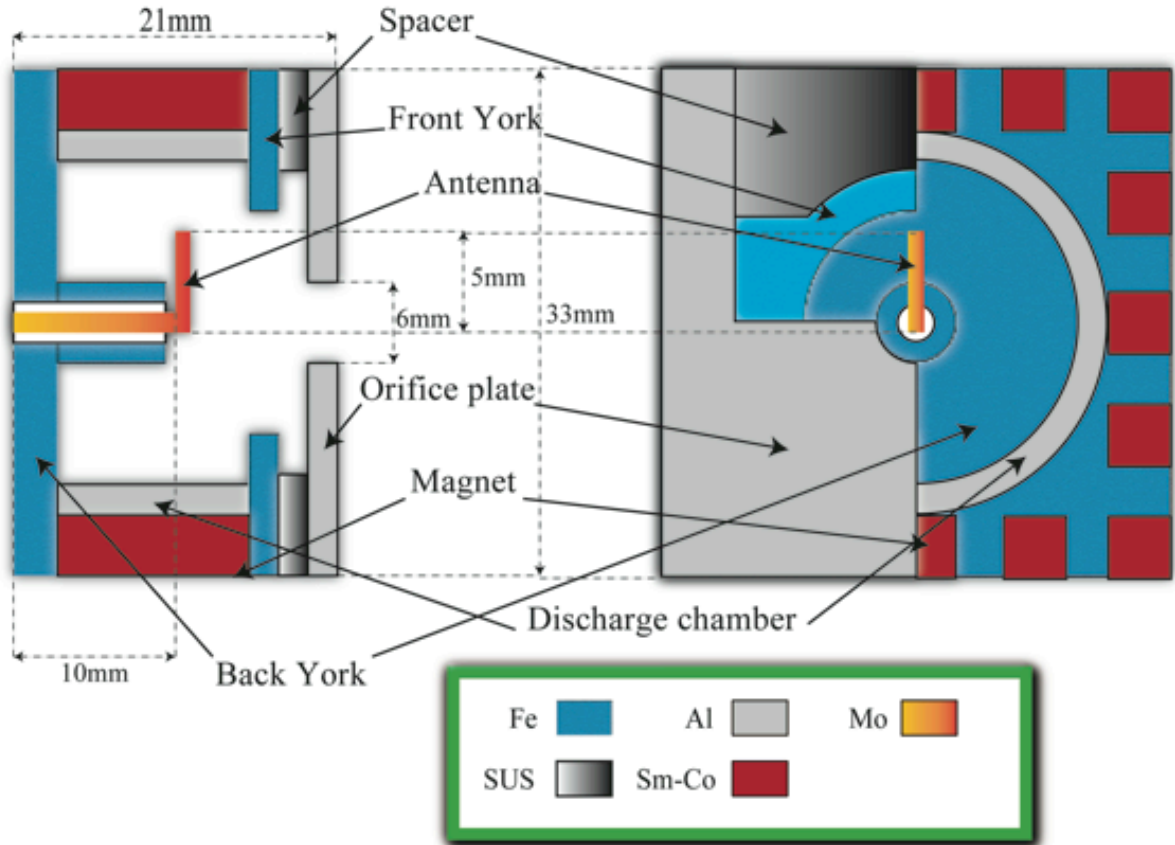 21mm
Spacer
Front York
Antenna
5mm
6mm
33mm
Orifice plate
Magnet
Discharge chamber
10mm
Back York
Fe
Al
Mo
SUS
Sm-Co